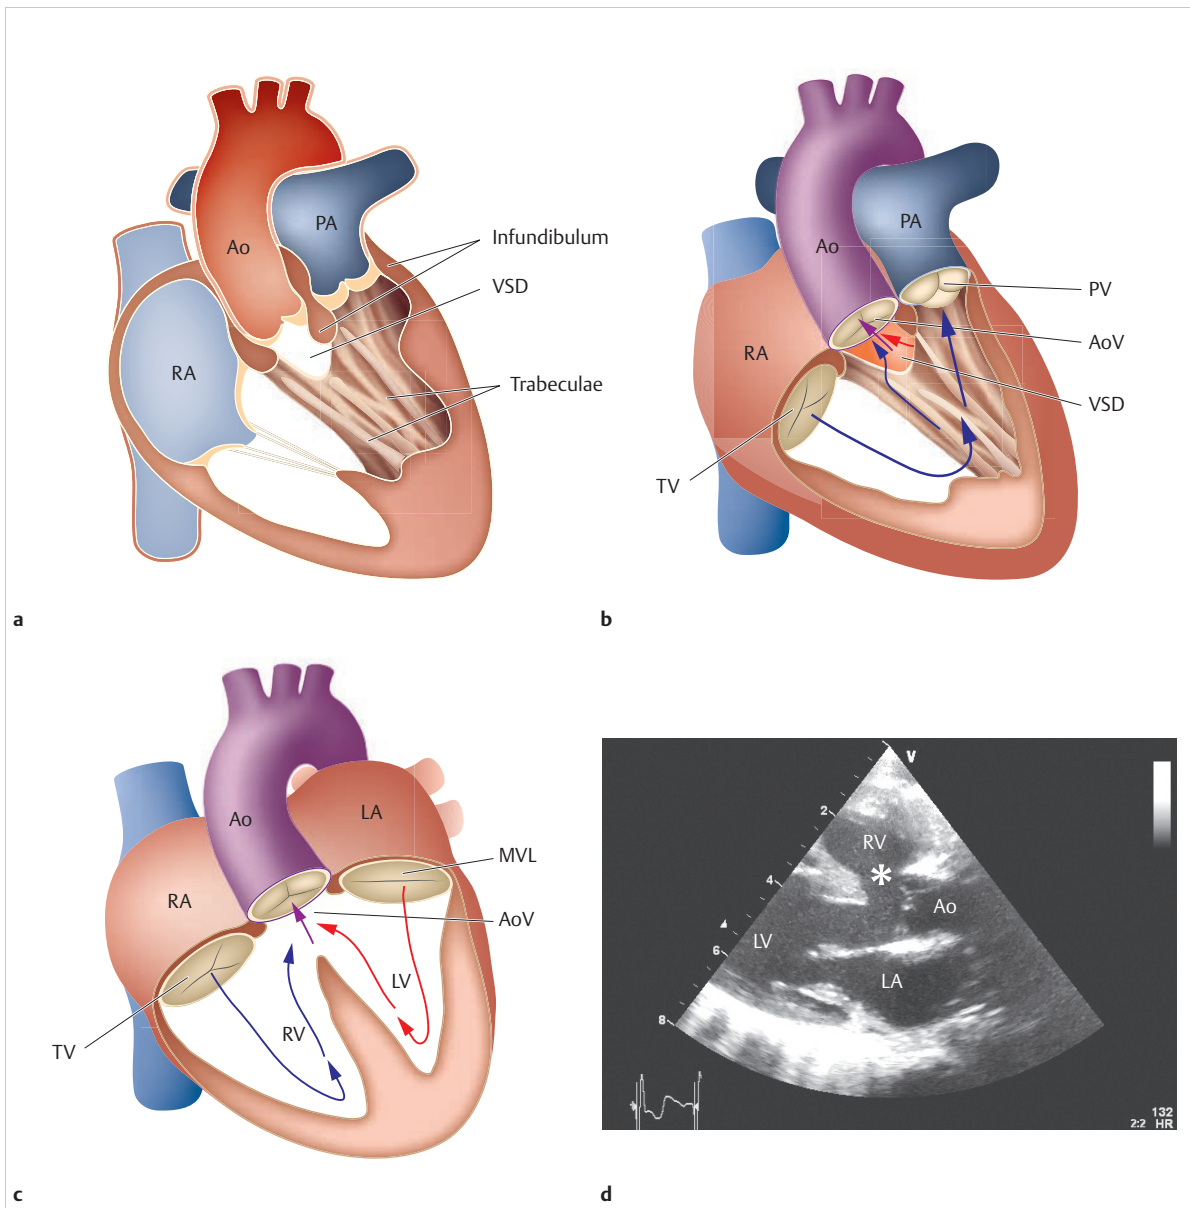 Ao
PA
Infundibulum
VSD
RA
Trabeculae
a
Ao
PA
PV
AoV
RA
VSD
TV
b
Ao
LA
MVL
RA
AoV
LV
RV
TV
c
V
2
RV
*
4
Ao
LV
6
LA
8
132
2:2 HR
d